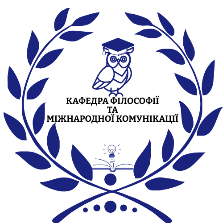 КАФЕДРА ФІЛОСОФІЇ
ТА
МІЖНАРОДНОЇ КОМУНІКАЦІЇ